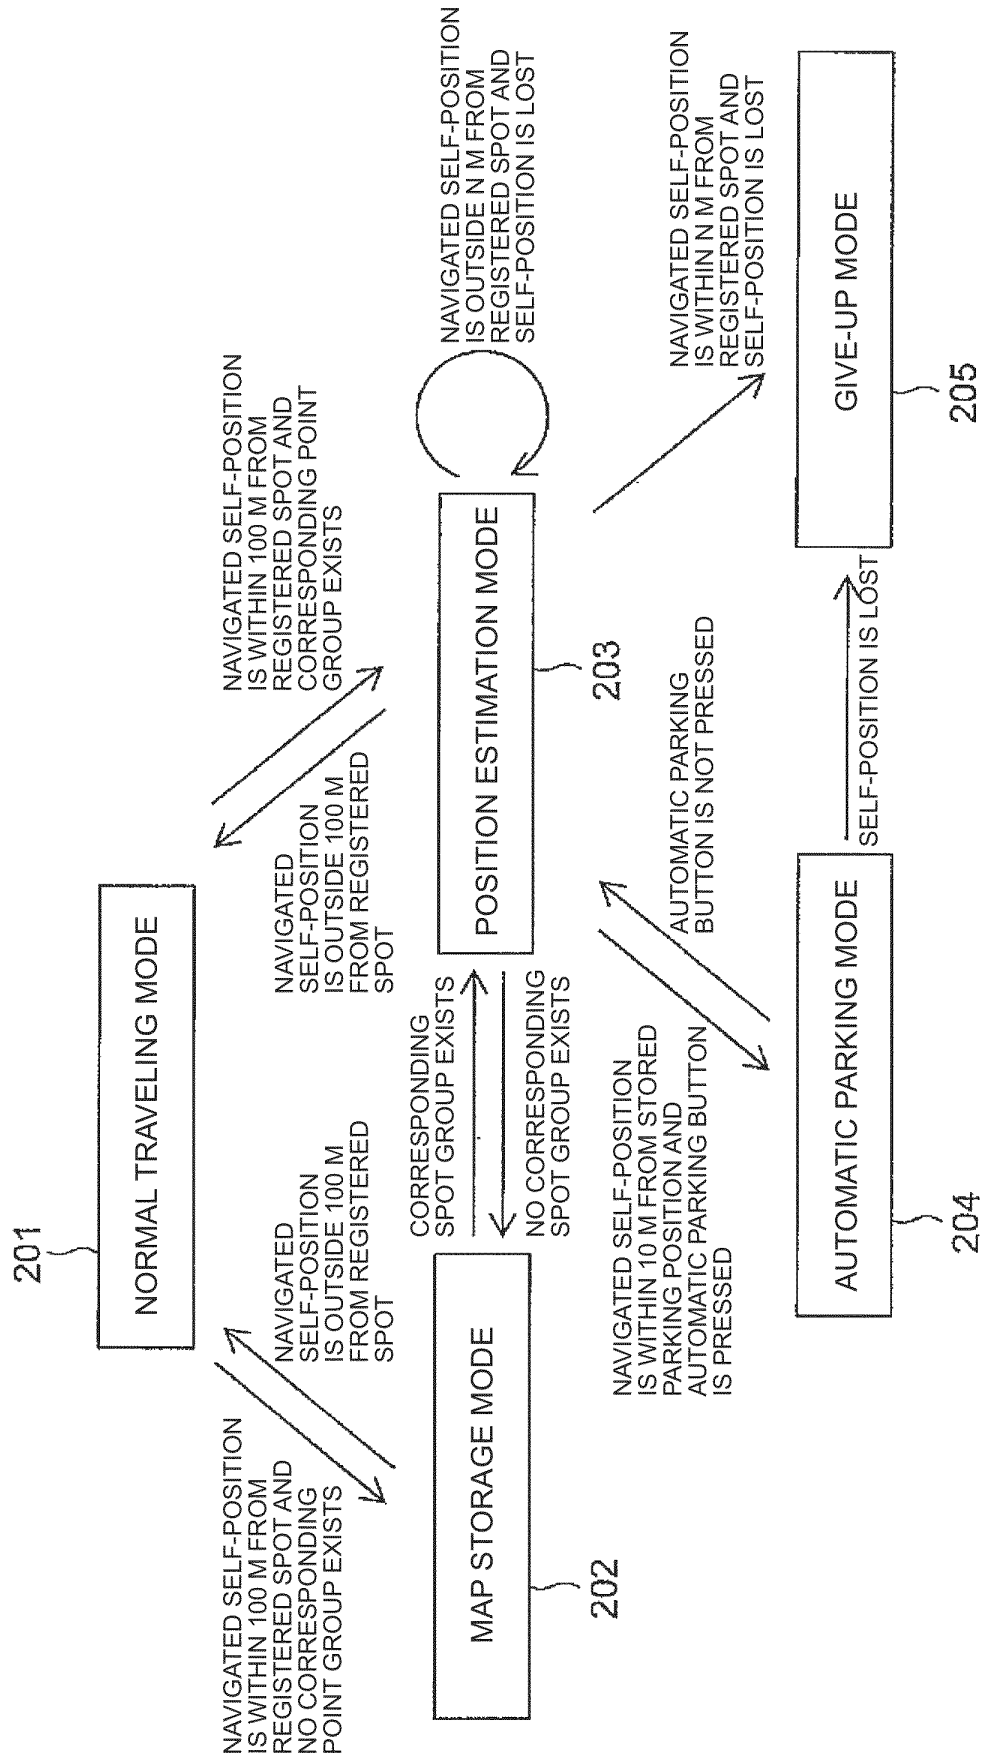 201
NORMAL TRAVELING MODE
NAVIGATED SELF-POSITION
IS WITHIN 100 M FROM
REGISTERED SPOT AND
NO CORRESPONDING
POINT GROUP EXISTS
NAVIGATED
SELF-POSITION
IS OUTSIDE 100 M
FROM REGISTERED
SPOT
NAVIGATED
SELF-POSITION
IS OUTSIDE 100 M
FROM REGISTERED
SPOT
NAVIGATED SELF-POSITION
IS WITHIN 100 M FROM
REGISTERED SPOT AND
CORRESPONDING POINT
GROUP EXISTS
MAP STORAGE MODE
202
CORRESPONDING
SPOT GROUP EXISTS
NO CORRESPONDING
SPOT GROUP EXISTS
POSITION ESTIMATION MODE
203
NAVIGATED SELF-POSITION
IS OUTSIDE N M FROM
REGISTERED SPOT AND
SELF-POSITION IS LOST
NAVIGATED SELF-POSITION
IS WITHIN 10 M FROM STORED
PARKING POSITION AND
AUTOMATIC PARKING BUTTON
IS PRESSED
AUTOMATIC PARKING
BUTTON IS NOT PRESSED
NAVIGATED SELF-POSITION
IS WITHIN N M FROM
REGISTERED SPOT AND
SELF-POSITION IS LOST
AUTOMATIC PARKING MODE
204
SELF-POSITION IS LOST
GIVE-UP MODE
205